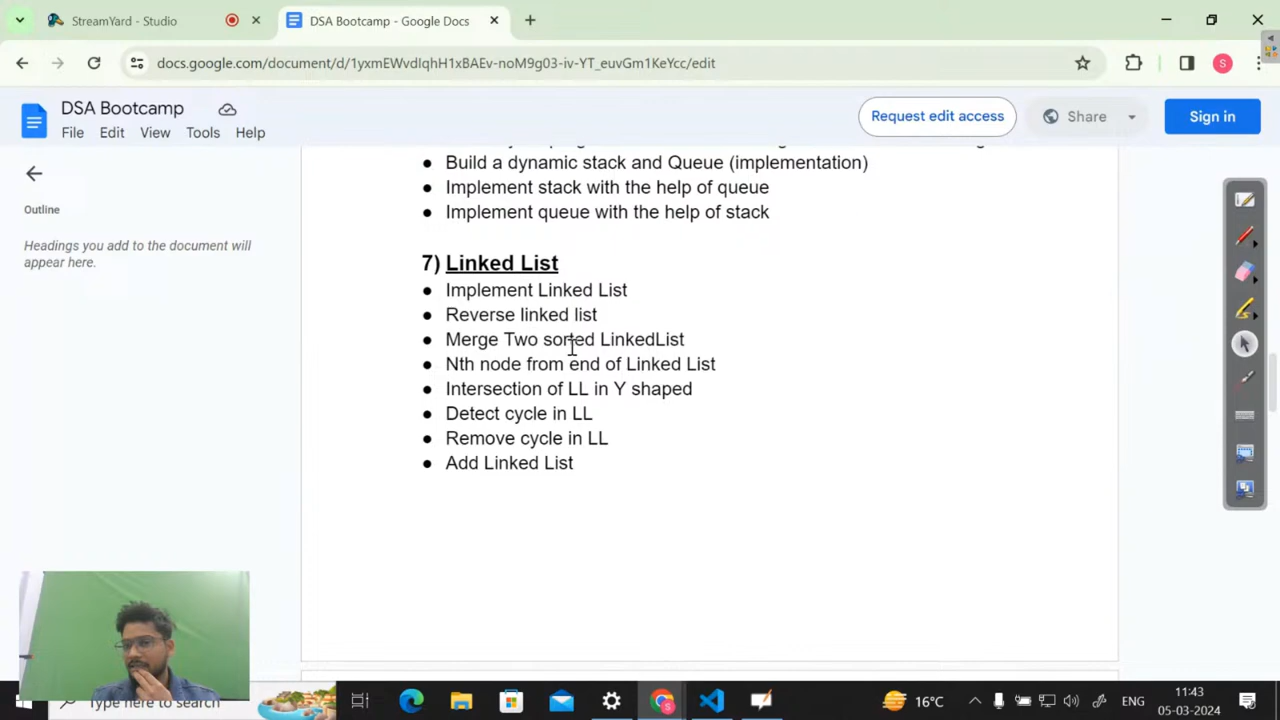 StreamYard - Studio
DSA Bootcamp - Google Docs
docs.google.com/document/d/1yxmEWvdIqhH1xBAEv-noM9g03-iv-YT_euvGm1KeYcc/edit
S
DSA Bootcamp
File Edit View Tools Help
Request edit access
Share
Sign in
Outline
Headings you add to the document will
appear here.
● Build a dynamic stack and Queue (implementation)
● Implement stack with the help of queue
● Implement queue with the help of stack
7) Linked List
● Implement Linked List
● Reverse linked list
● Merge Two sorted LinkedList
● Nth node from end of Linked List
● Intersection of LL in Y shaped
● Detect cycle in LL
● Remove cycle in LL
● Add Linked List
Type here to search
16°C
ENG
11:43
05-03-2024